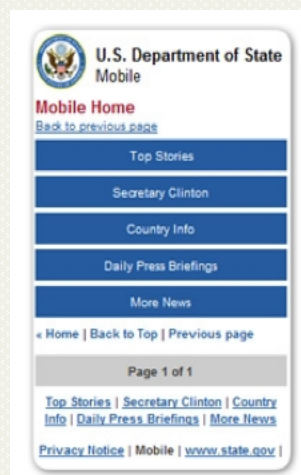 U.S. Department of State
Mobile
Mobile Home
Back to previous page
Top Stories
Secretary Clinton
Country Info
Daily Press Briefings
More News
« Home | Back to Top | Previous page
Page 1 of 1
Top Stories | Secretary Clinton | Country
Info | Daily Press Briefings | More News
Privacy Notice | Mobile | www.state.gov |